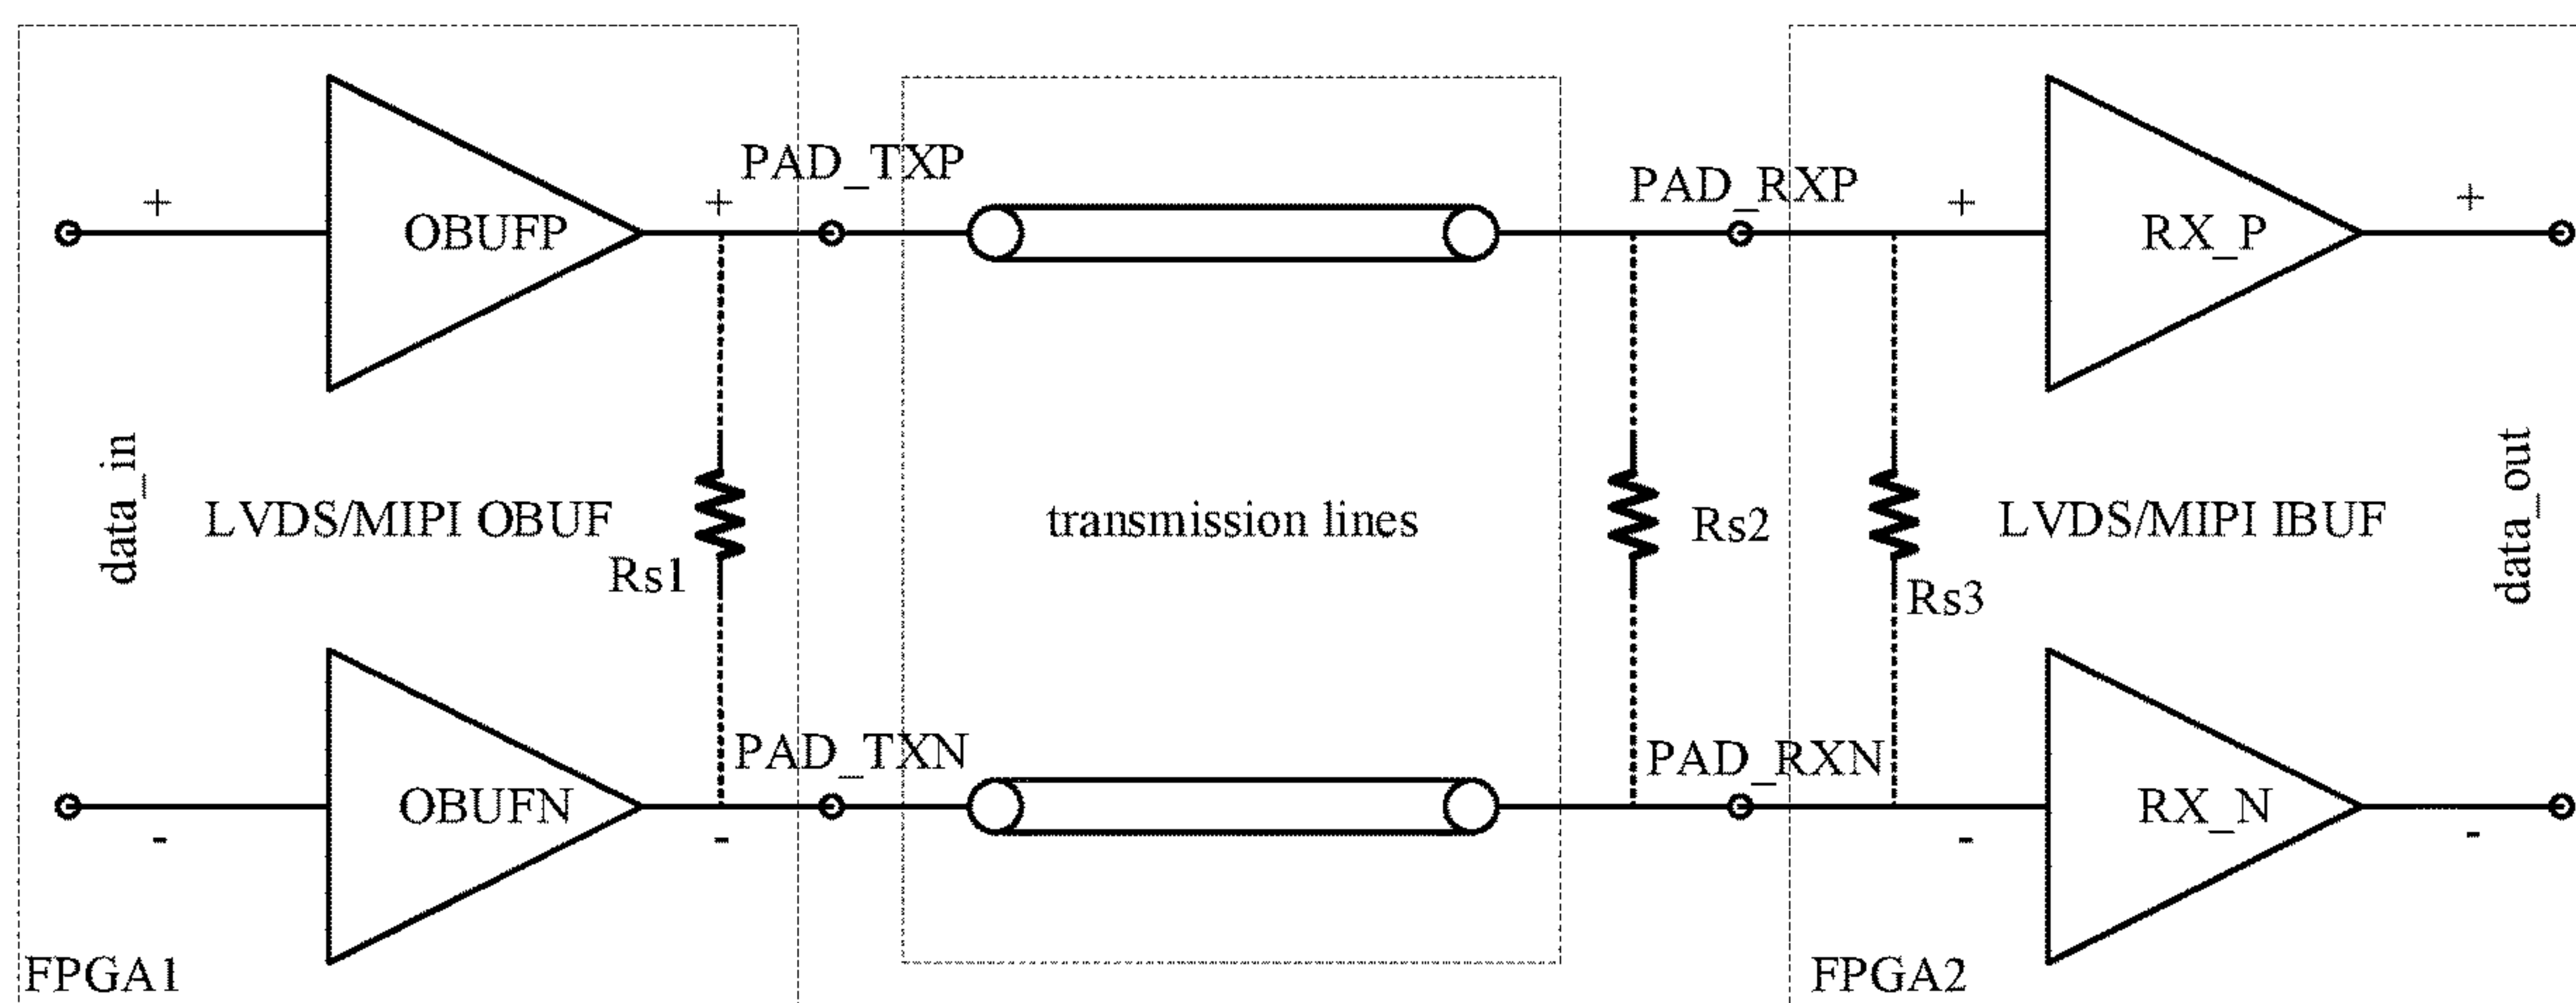 PAD_TXP
PAD_RXP
+
+
+
+
OBUFP
RX_P
data_in
LVDS/MIPI OBUF
Rs1
transmission lines
Rs2
Rs3
LVDS/MIPI IBUF
data_out
PAD_TXN
PAD_RXN
OBUFN
RX_N
-
-
-
-
FPGA1
FPGA2